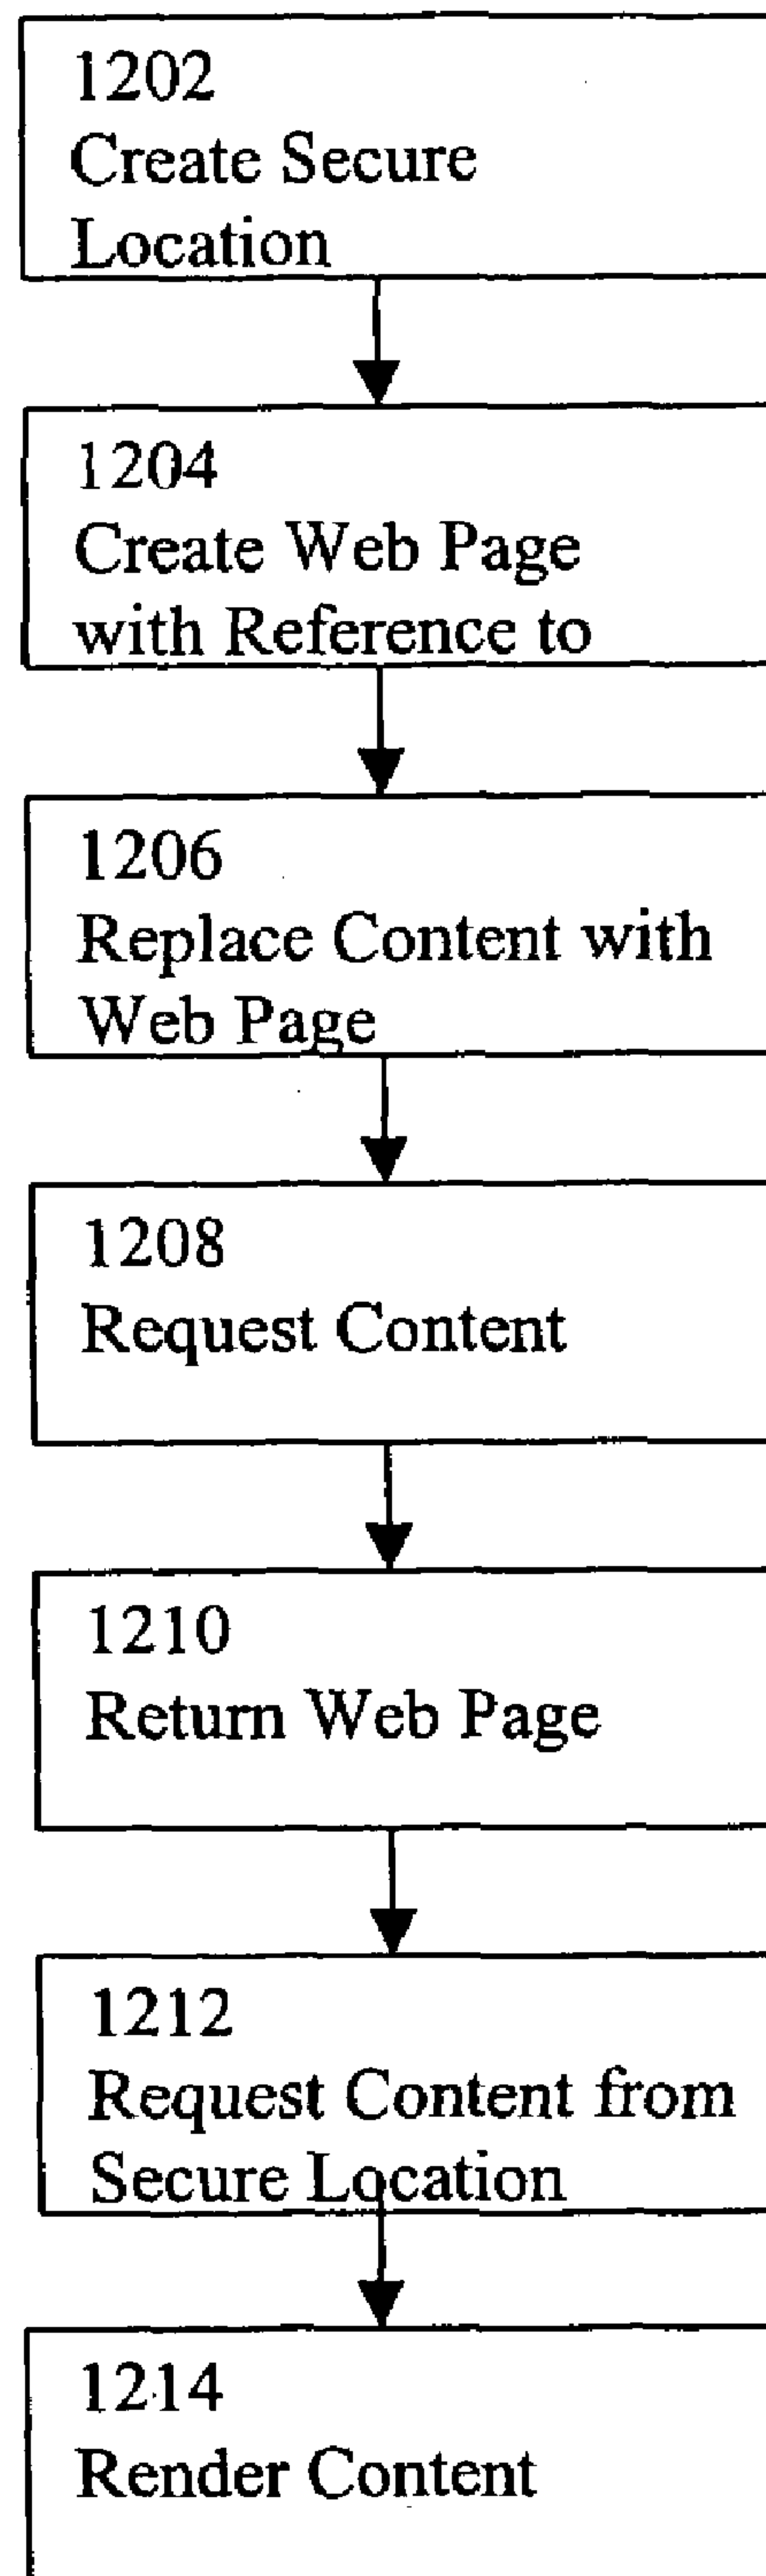 1202
Create Secure
Location
1204
Create Web Page
with Reference to
1206
Replace Content with
Web Page
1208
Request Content
1210
Return Web Page
1212
Request Content from
Secure Location
1214
Render Content